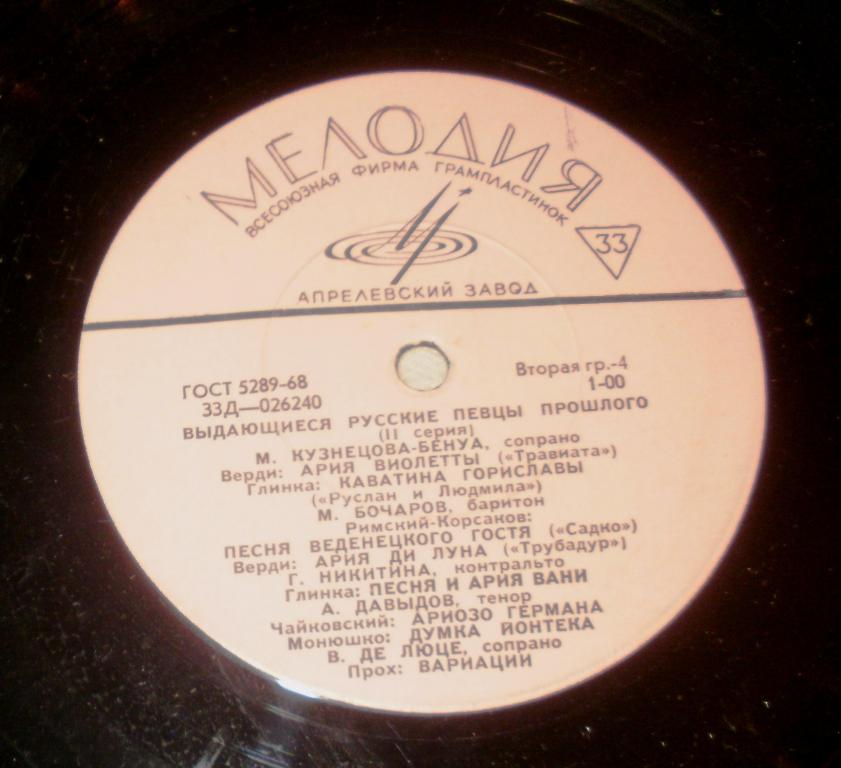 МЕЛОДИЯ
ВСЕСОЮЗНАЯ ФИРМА ГРАМПЛАСТИНОК
33
АПРЕЛЕВСКИЙ ЗАВОД
ГОСТ 5289-68
Вторая гр.-4
33Д—026240
1-00
ВЫДАЮЩИЕСЯ РУССКИЕ ПЕВЦЫ ПРОШЛОГО
(II серия)
М. КУЗНЕЦОВА-БЕНУА, сопрано
Верди: АРИЯ ВИОЛЕТТЫ («Травиата»)
Глинка: КАВАТИНА ГОРИСЛАВЫ
(«Руслан и Людмила»)
М. БОЧАРОВ, баритон
Римский-Корсаков:
ПЕСНЯ ВЕДЕНЕЦКОГО ГОСТЯ («Садко»)
Верди: АРИЯ ДИ ЛУНА («Трубадур»)
Г. НИКИТИНА, контральто
Глинка: ПЕСНЯ И АРИЯ ВАНИ
А. ДАВЫДОВ, тенор
Чайковский: АРИОЗО ГЕРМАНА
Монюшко: ДУМКА ЙОНТЕКА
В. ДЕ ЛЮЦЕ, сопрано
Прох: ВАРИАЦИИ